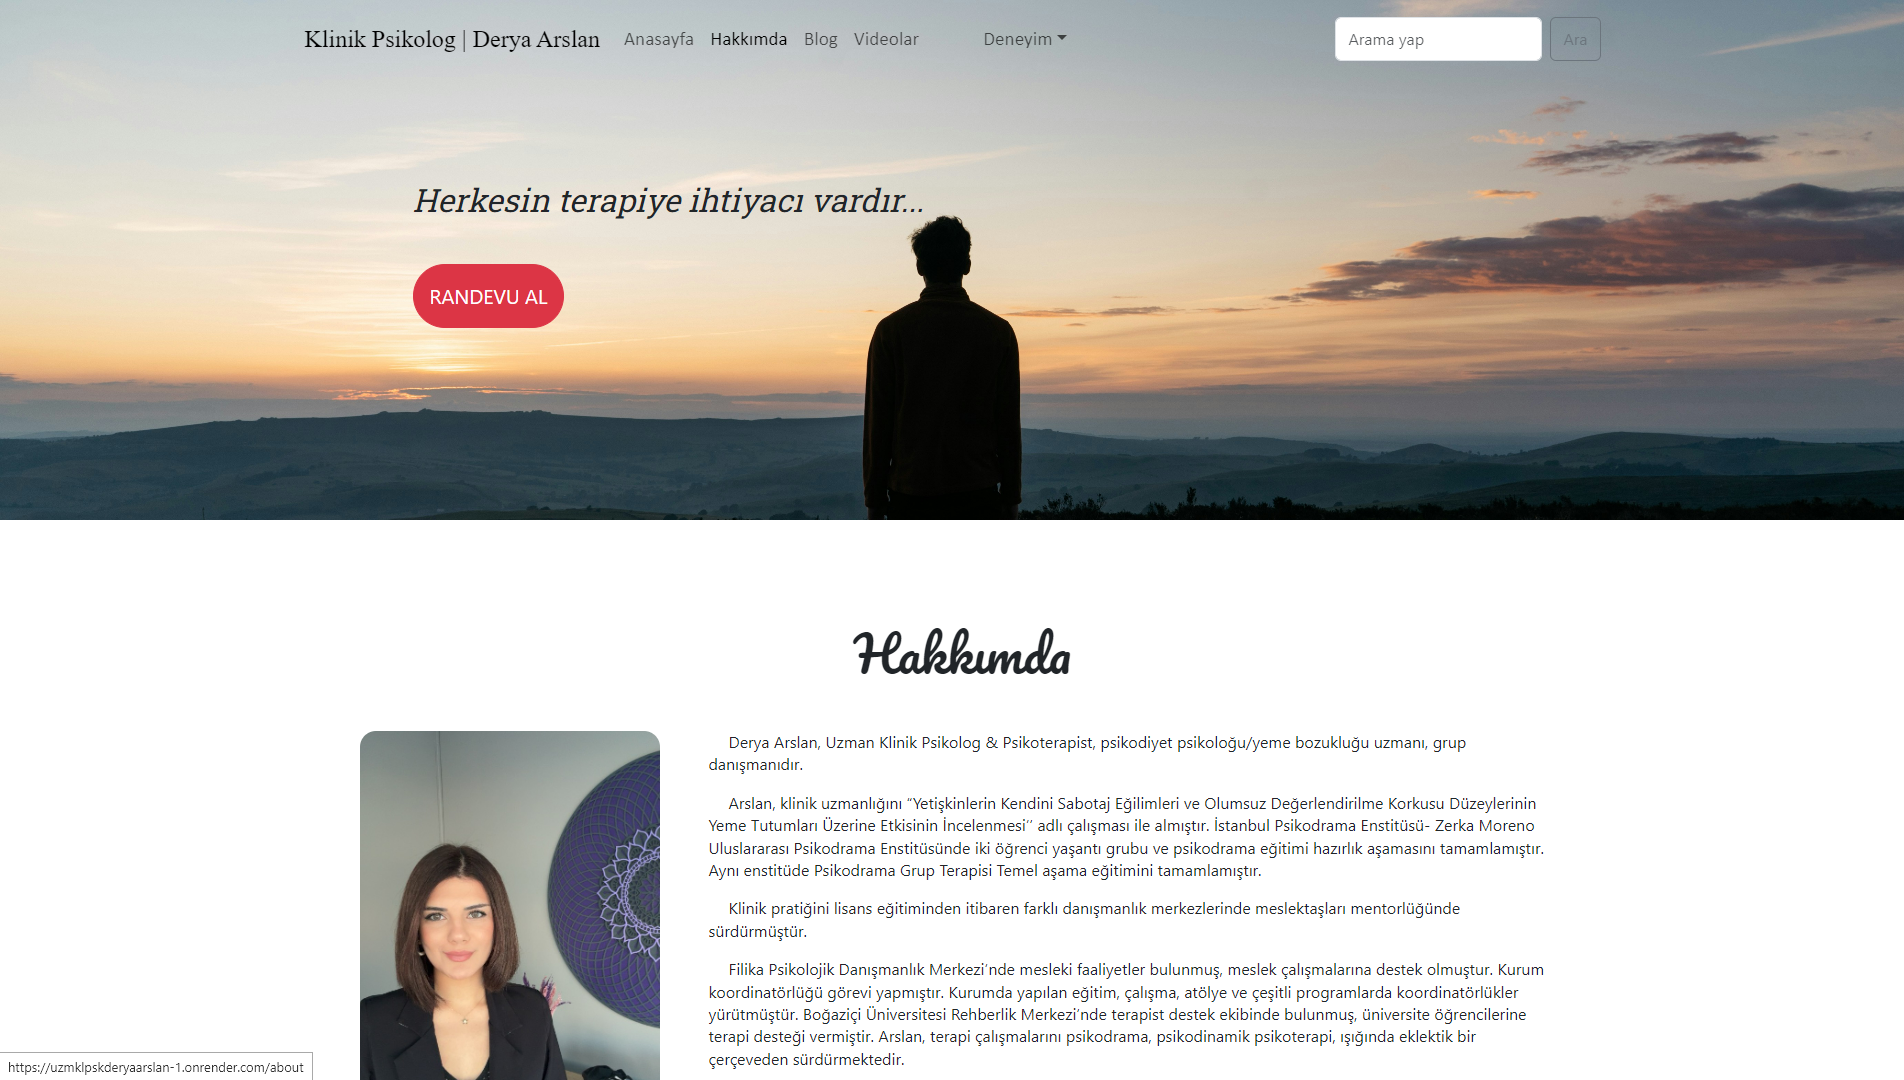 Klinik Psikolog | Derya Arslan
Anasayfa
Hakkımda
Blog
Videolar
Deneyim
Arama yap
Ara
Herkesin terapiye ihtiyacı vardır...
RANDEVU AL
Hakkımda
Derya Arslan, Uzman Klinik Psikolog & Psikoterapist, psikodiyet psikoloğu/yeme bozukluğu uzmanı, grup
danışmanıdır.
Arslan, klinik uzmanlığını “Yetişkinlerin Kendini Sabotaj Eğilimleri ve Olumsuz Değerlendirilme Korkusu Düzeylerinin
Yeme Tutumları Üzerine Etkisinin İncelenmesi’’ adlı çalışması ile almıştır. İstanbul Psikodrama Enstitüsü- Zerka Moreno
Uluslararası Psikodrama Enstitüsünde iki öğrenci yaşantı grubu ve psikodrama eğitimi hazırlık aşamasını tamamlamıştır.
Aynı enstitüde Psikodrama Grup Terapisi Temel aşama eğitimini tamamlamıştır.
Klinik pratiğini lisans eğitiminden itibaren farklı danışmanlık merkezlerinde meslektaşları mentorlüğünde
sürdürmüştür.
Filika Psikolojik Danışmanlık Merkezi’nde mesleki faaliyetler bulunmuş, meslek çalışmalarına destek olmuştur. Kurum
koordinatörlüğü görevi yapmıştır. Kurumda yapılan eğitim, çalışma, atölye ve çeşitli programlarda koordinatörlükler
yürütmüştür. Boğaziçi Üniversitesi Rehberlik Merkezi’nde terapist destek ekibinde bulunmuş, üniversite öğrencilerine
terapi desteği vermiştir. Arslan, terapi çalışmalarını psikodrama, psikodinamik psikoterapi, ışığında eklektik bir
çerçeveden sürdürmektedir.
https://uzmklpskderyaarslan-1.onrender.com/about